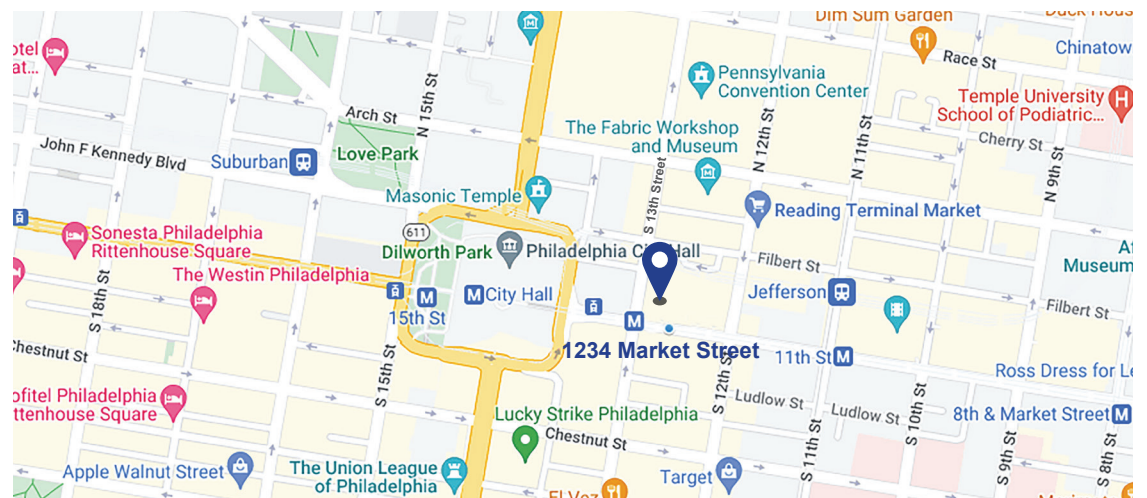 Dim Sum Garden
Duck Hous
Race St
Chinatow
otel
at...
N 15th St
Pennsylvania
Convention Center
Temple University
School of Podiatric...
H
Arch St
The Fabric Workshop
and Museum
N 12th St
N 11th St
Cherry St
John F Kennedy Blvd
Suburban
Love Park
S 13th Street
N 9th St
Masonic Temple
Reading Terminal Market
611
Sonesta Philadelphia
Rittenhouse Square
Dilworth Park
Philadelphia City Hall
Filbert St
At
Museum
The Westin Philadelphia
M
15th St
M
City Hall
Jefferson
Filbert St
S 18th St
M
1234 Market Street
11th St
M
Chestnut St
Ross Dress for Le
S 15th St
S 12th St
ofitel Philadelphia
ittenhouse Square
Ludlow St
Ludlow St
Lucky Strike Philadelphia
8th & Market Street
M
S 10th St
Chestnut St
S 11th St
S 9th St
S 8th St
Apple Walnut Street
The Union League
of Philadelphia
Target
El Vez